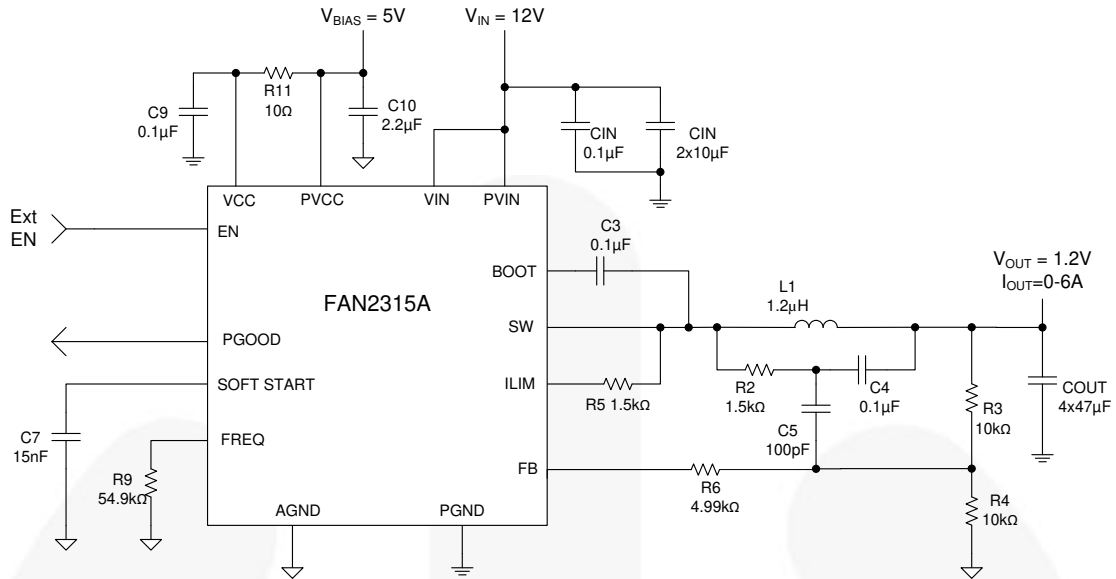 V_BIAS = 5V
V_IN = 12V
R11
10Ω
C9
0.1µF
C10
2.2µF
CIN
0.1µF
CIN
2x10µF
VCC
PVCC
VIN
PVIN
Ext
EN
EN
C3
0.1µF
BOOT
V_OUT = 1.2V
I_OUT=0-6A
FAN2315A
L1
1.2µH
SW
PGOOD
SOFT START
ILIM
R5 1.5kΩ
R2
1.5kΩ
C4
0.1µF
COUT
4x47µF
R3
10kΩ
C7
15nF
FREQ
C5
100pF
R9
54.9kΩ
FB
R6
4.99kΩ
R4
10kΩ
AGND
PGND